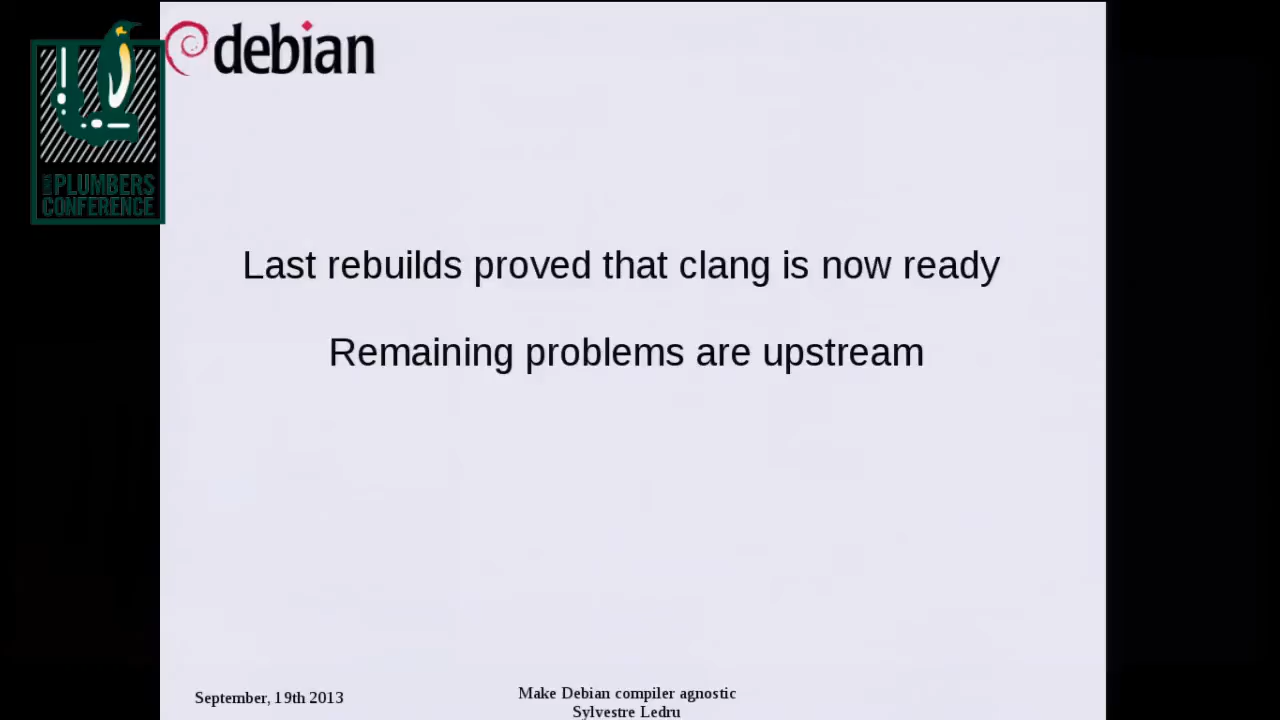 debian
PLUMBERS
CONFERENCE
Last rebuilds proved that clang is now ready
Remaining problems are upstream
September, 19th 2013
Make Debian compiler agnostic
Sylvestre Ledru